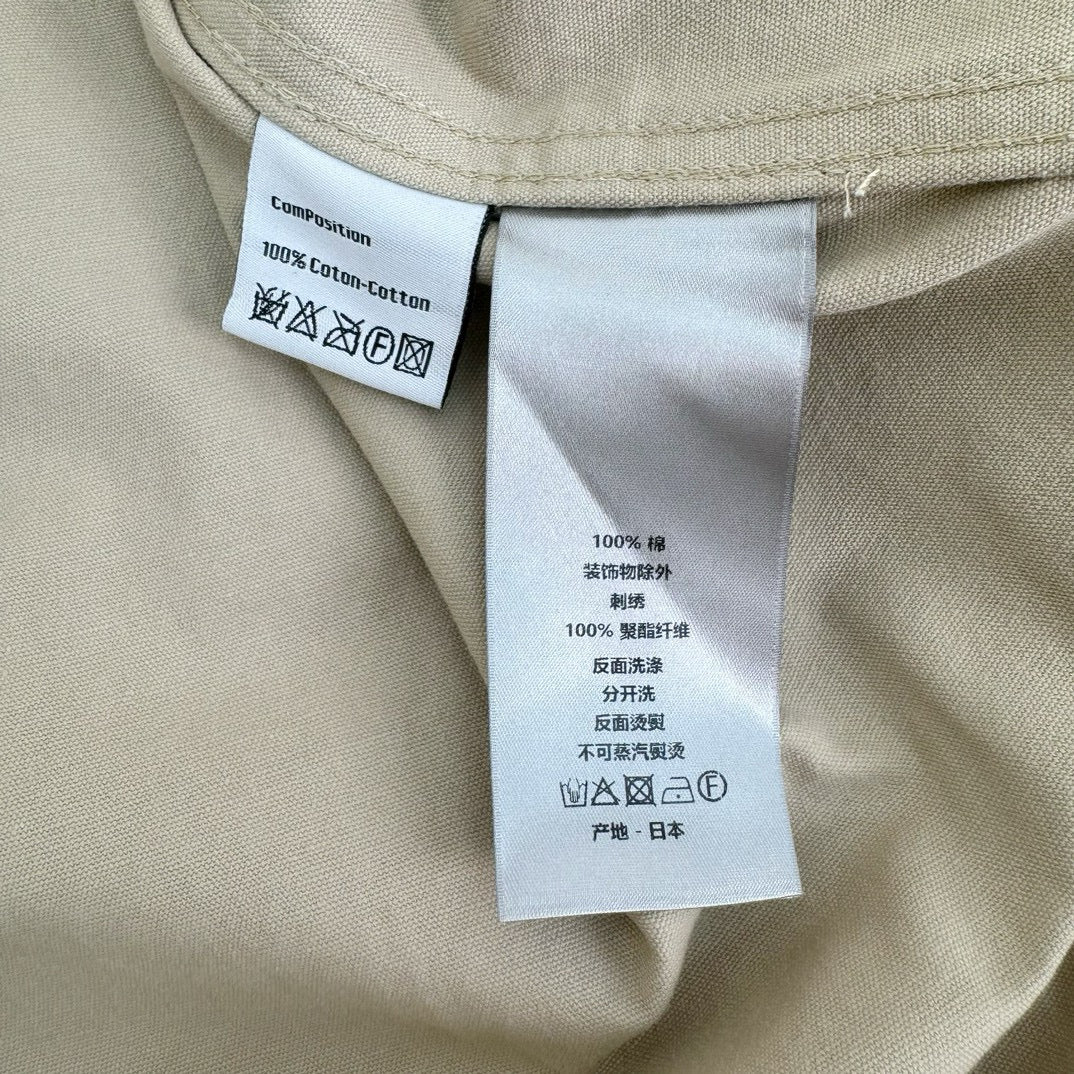 Composition
100% Coton-Cotton
F
100% 棉
装饰物除外
刺绣
100% 聚酯纤维
反面洗涤
分开洗
反面烫熨
不可蒸汽熨烫
F
产地 - 日本